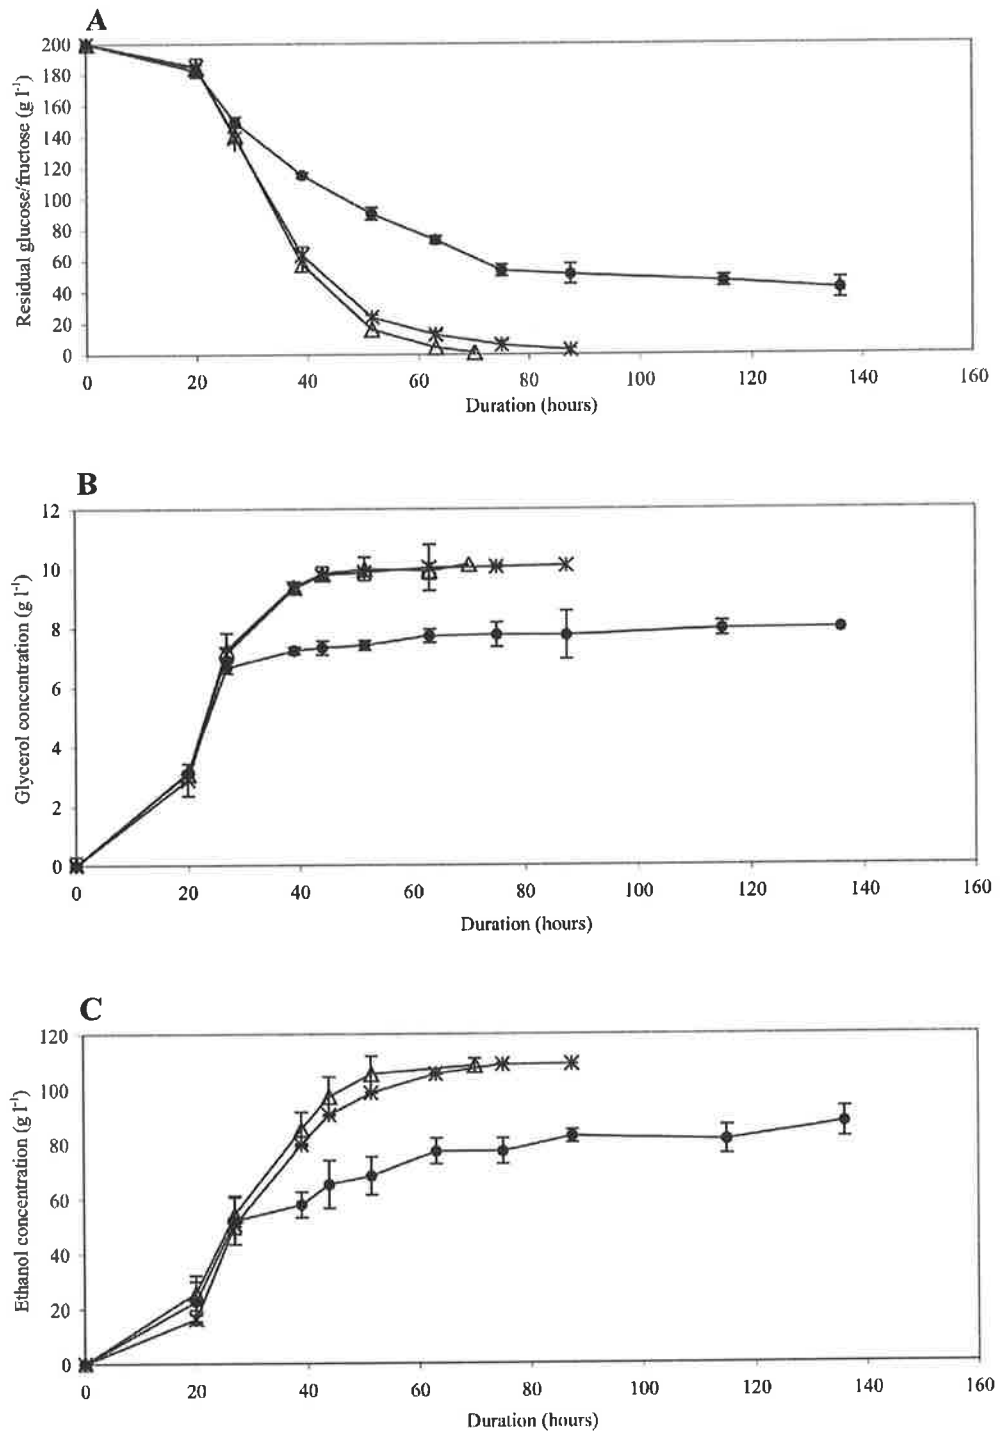 A
200
180
160
140
120
100
80
60
40
20
0
Residual glucose/fructose (g l⁻¹)
0 20 40 60 80 100 120 140 160
Duration (hours)
B
12
10
8
6
4
2
0
Glycerol concentration (g l⁻¹)
0 20 40 60 80 100 120 140 160
Duration (hours)
C
120
100
80
60
40
20
0
Ethanol concentration (g l⁻¹)
0 20 40 60 80 100 120 140 160
Duration (hours)